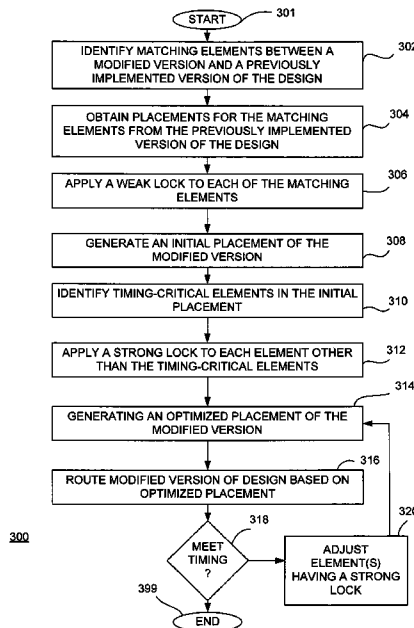 START
301
IDENTIFY MATCHING ELEMENTS BETWEEN A
MODIFIED VERSION AND A PREVIOUSLY
IMPLEMENTED VERSION OF THE DESIGN
302
OBTAIN PLACEMENTS FOR THE MATCHING
ELEMENTS FROM THE PREVIOUSLY IMPLEMENTED
VERSION OF THE DESIGN
304
APPLY A WEAK LOCK TO EACH OF THE MATCHING
ELEMENTS
306
GENERATE AN INITIAL PLACEMENT OF THE
MODIFIED VERSION
308
IDENTIFY TIMING-CRITICAL ELEMENTS IN THE INITIAL
PLACEMENT
310
APPLY A STRONG LOCK TO EACH ELEMENT OTHER
THAN THE TIMING-CRITICAL ELEMENTS
312
GENERATING AN OPTIMIZED PLACEMENT OF THE
MODIFIED VERSION
314
ROUTE MODIFIED VERSION OF DESIGN BASED ON
OPTIMIZED PLACEMENT
316
MEET
TIMING
?
318
ADJUST
ELEMENT(S)
HAVING A STRONG
LOCK
320
300
399
END